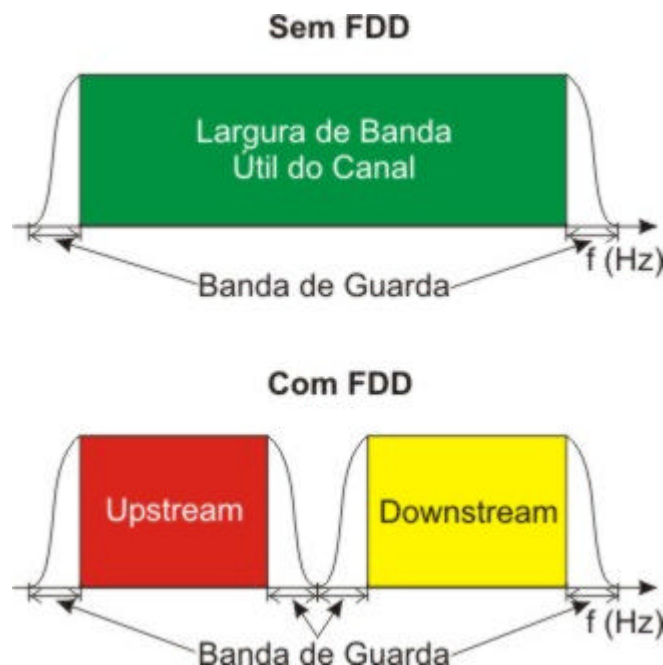 Sem FDD
Largura de Banda
Útil do Canal
f (Hz)
Banda de Guarda
Com FDD
Upstream
Downstream
f (Hz)
Banda de Guarda